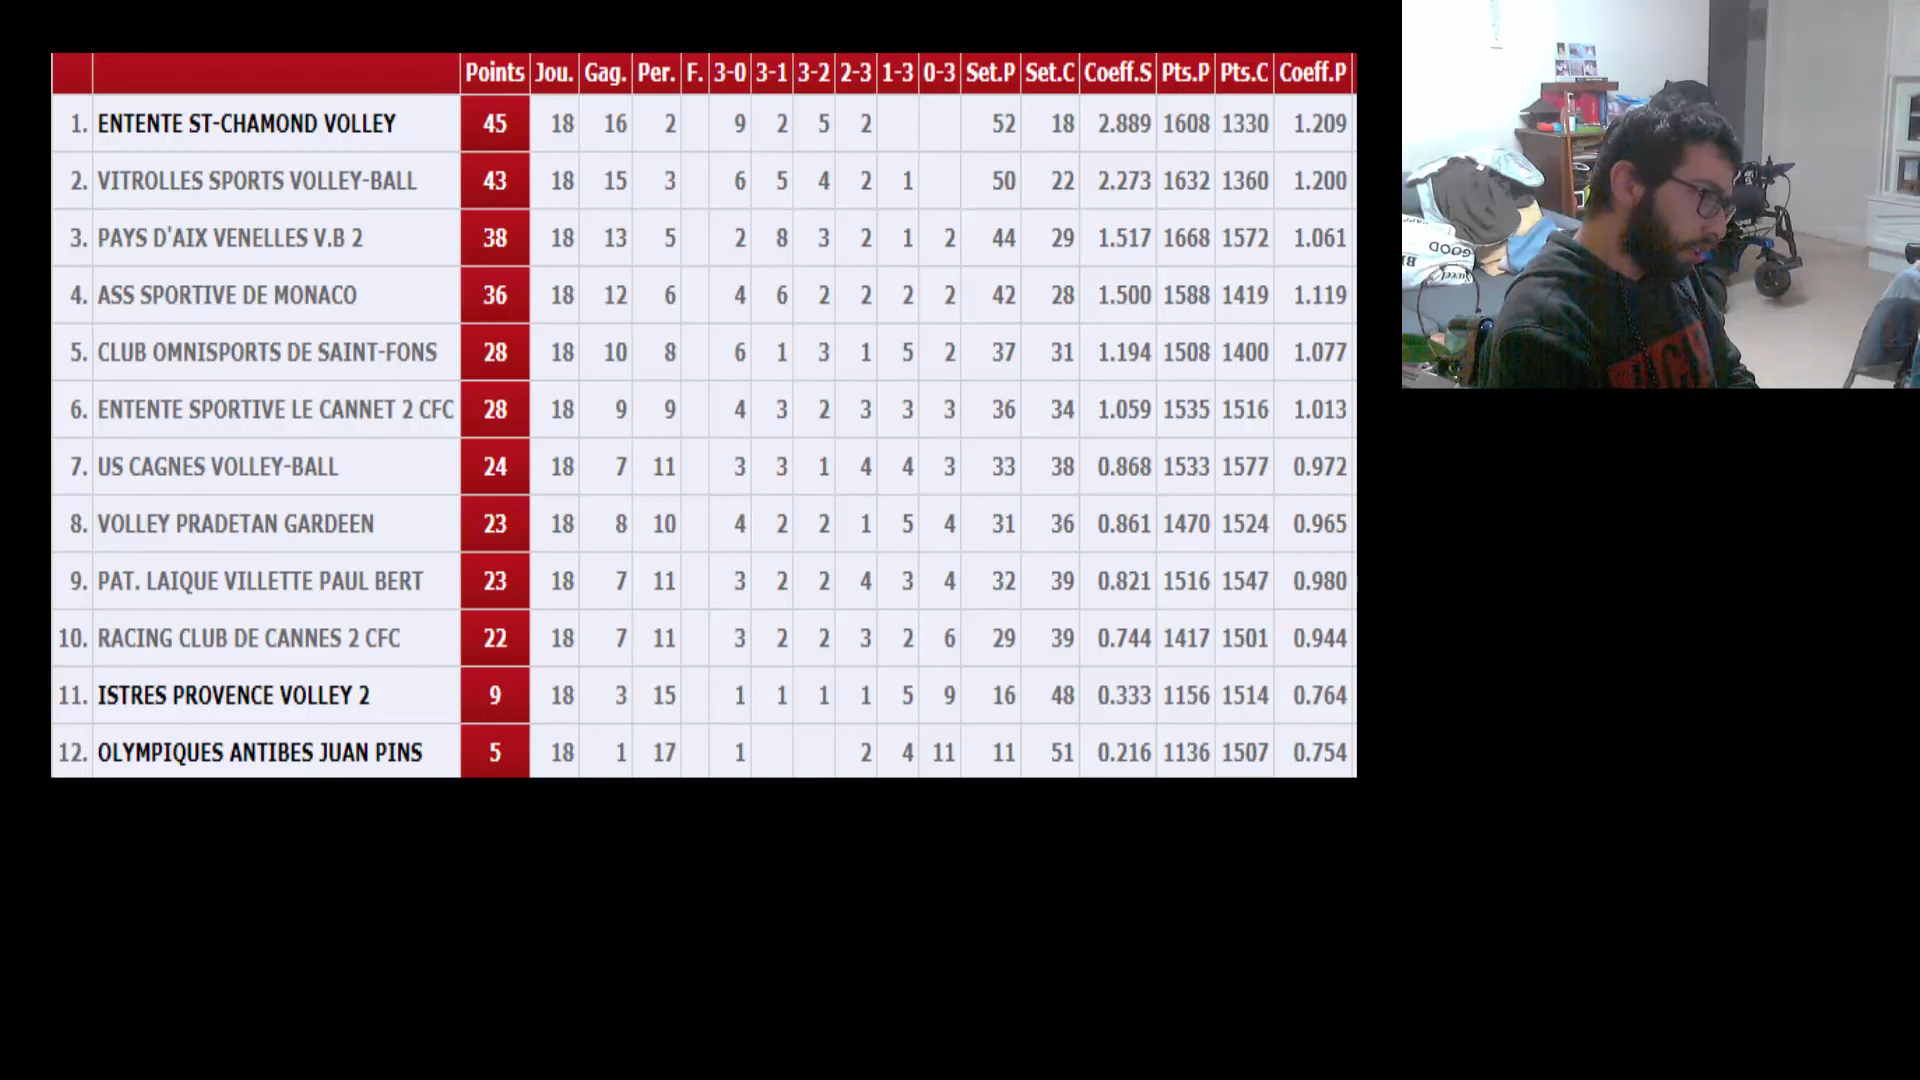 Points Jou. Gag. Per. F. 3-0 3-1 3-2 2-3 1-3 0-3 Set.P Set.C Coeff.S Pts.P Pts.C Coeff.P
1. ENTENTE ST-CHAMOND VOLLEY 45 18 16 2 9 2 5 2 52 18 2.889 1608 1330 1.209
2. VITROLLES SPORTS VOLLEY-BALL 43 18 15 3 6 5 4 2 1 50 22 2.273 1632 1360 1.200
3. PAYS D'AIX VENELLES V.B 2 38 18 13 5 2 8 3 2 1 2 44 29 1.517 1668 1572 1.061
4. ASS SPORTIVE DE MONACO 36 18 12 6 4 6 2 2 2 2 42 28 1.500 1588 1419 1.119
5. CLUB OMNISPORTS DE SAINT-FONS 28 18 10 8 6 1 3 1 5 2 37 31 1.194 1508 1400 1.077
6. ENTENTE SPORTIVE LE CANNET 2 CFC 28 18 9 9 4 3 2 3 3 3 36 34 1.059 1535 1516 1.013
7. US CAGNES VOLLEY-BALL 24 18 7 11 3 3 1 4 4 3 33 38 0.868 1533 1577 0.972
8. VOLLEY PRADETAN GARDEEN 23 18 8 10 4 2 2 1 5 4 31 36 0.861 1470 1524 0.965
9. PAT. LAIQUE VILLETTE PAUL BERT 23 18 7 11 3 2 2 4 3 4 32 39 0.821 1516 1547 0.980
10. RACING CLUB DE CANNES 2 CFC 22 18 7 11 3 2 2 3 2 6 29 39 0.744 1417 1501 0.944
11. ISTRES PROVENCE VOLLEY 2 9 18 3 15 1 1 1 1 5 9 16 48 0.333 1156 1514 0.764
12. OLYMPIQUES ANTIBES JUAN PINS 5 18 1 17 1 2 4 11 11 51 0.216 1136 1507 0.754
GOOD